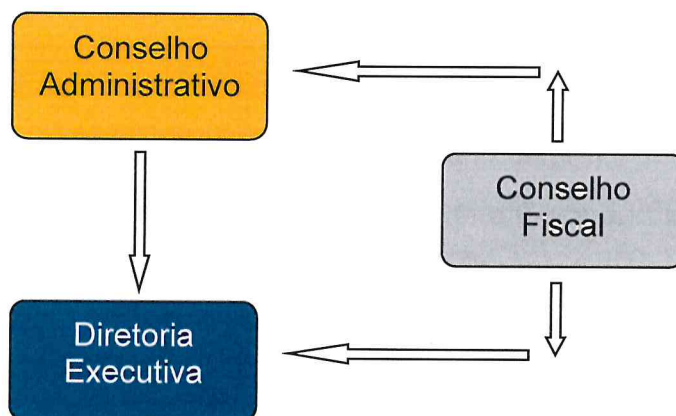 Conselho
Administrativo
Conselho
Fiscal
Diretoria
Executiva